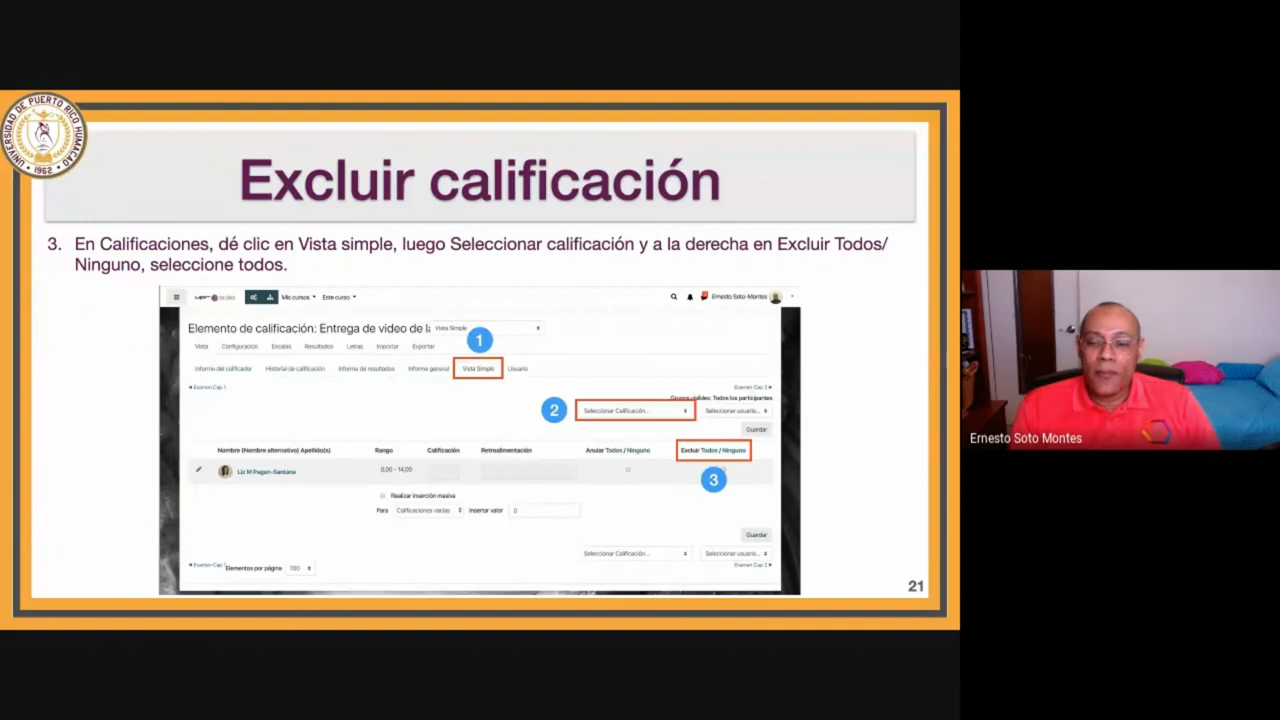 UNIVERSIDAD DE PUERTO RICO HUMACAO
• 1962 •
Excluir calificación
3. En Calificaciones, dé clic en Vista simple, luego Seleccionar calificación y a la derecha en Excluir Todos/
Ninguno, seleccione todos.
Mis cursos Este curso Ernesto Soto-Montes
Elemento de calificación: Entrega de video de la Vista Simple
1
Vista Configuración Escalas Resultados Letras Importar Exportar
Informe del calificador Historial de calificación Informe de resultados Informe general Vista Simple Usuario
Examen Cap 1 Examen Cap 2
Grupos visibles: Todos los participantes
2 Seleccionar Calificación... Seleccionar usuario...
Guardar
Nombre (Nombre alternativo) Apellido(s) Rango Calificación Retroalimentación Anular Todos / Ninguno Excluir Todos / Ninguno
Liz M Pagan-Santana 0,00 - 14,00
3
Realizar inserción masiva
Para Calificaciones vacías Insertar valor 0
Guardar
Seleccionar Calificación... Seleccionar usuario...
Examen Cap 1 Elementos por página 100 Examen Cap 2
21
Ernesto Soto Montes